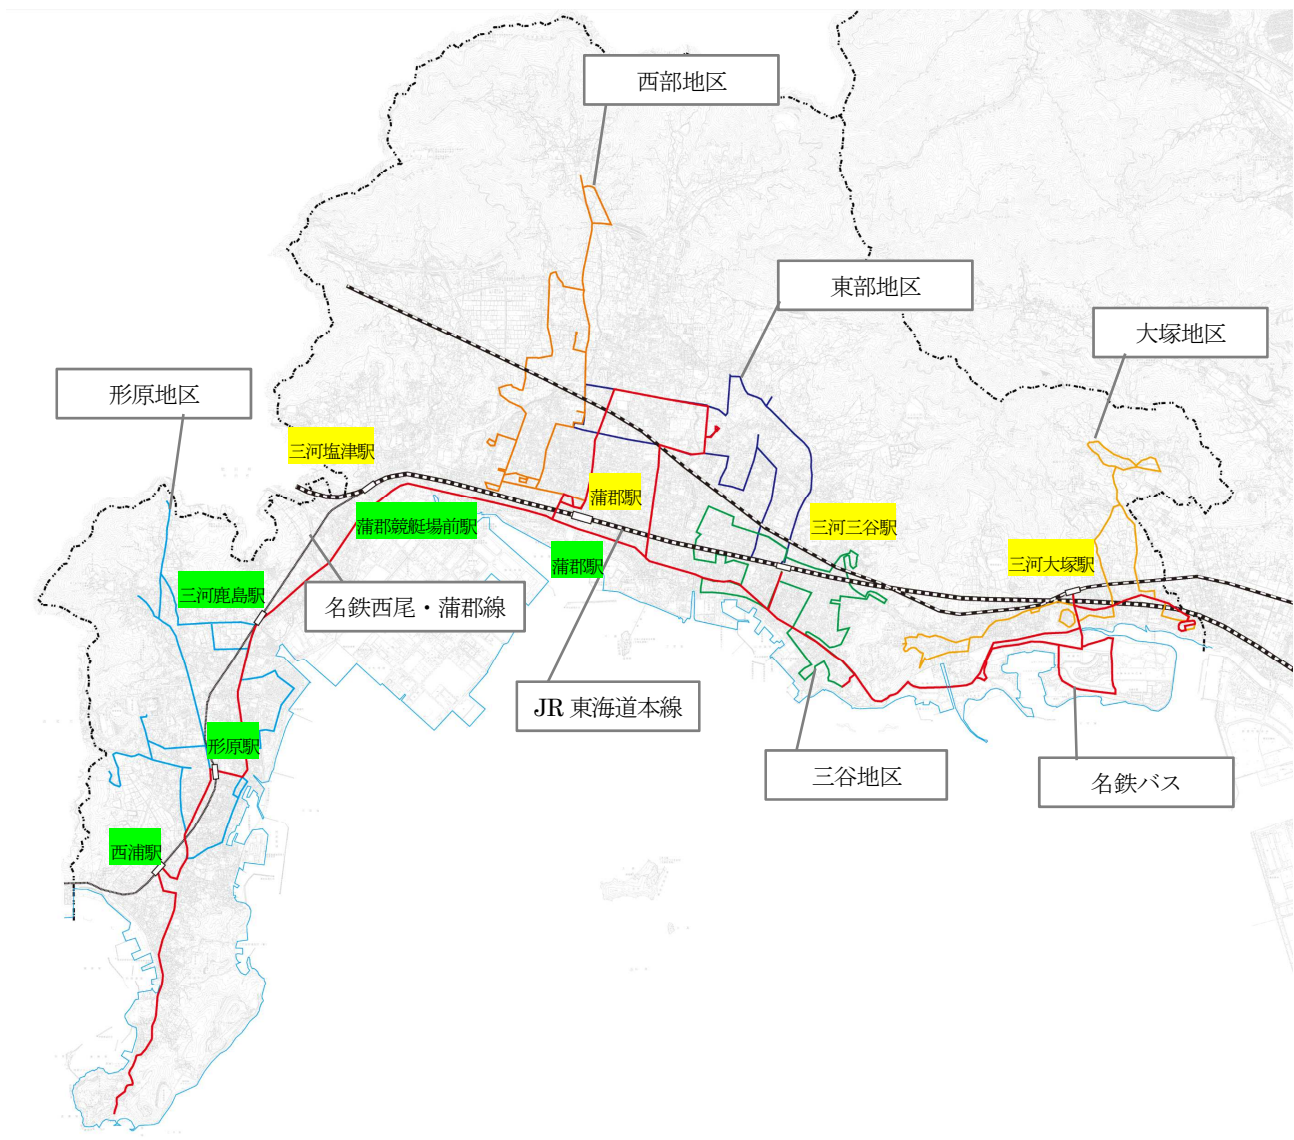 西部地区
東部地区
大塚地区
形原地区
三河塩津駅
蒲郡駅
蒲郡競艇場前駅
三河三谷駅
蒲郡駅
三河大塚駅
三河鹿島駅
名鉄西尾・蒲郡線
JR 東海道本線
形原駅
三谷地区
名鉄バス
西浦駅